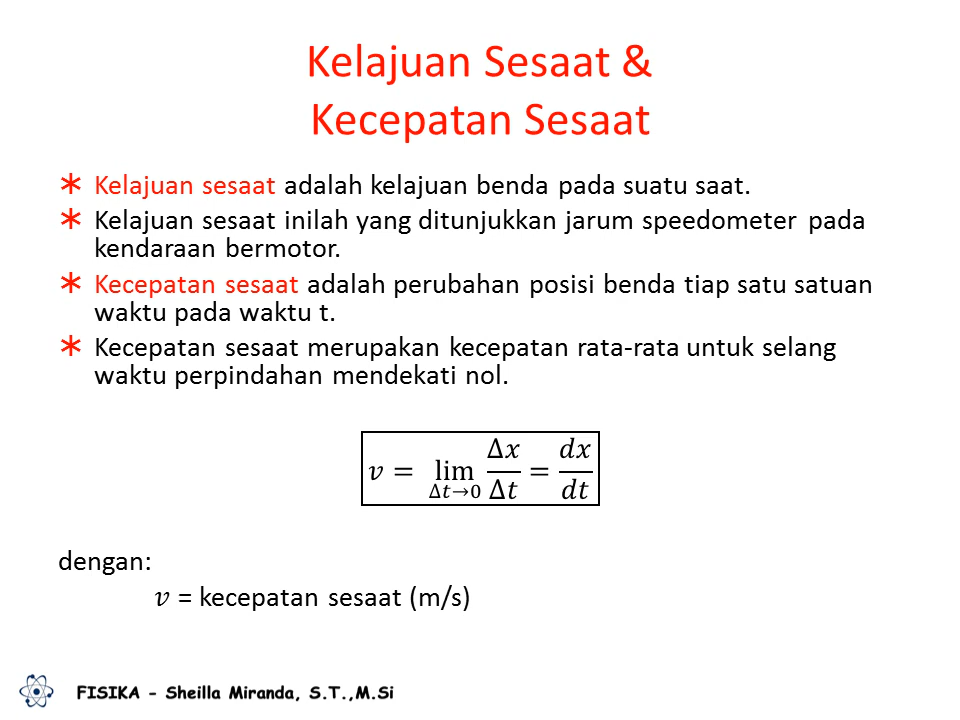 Kelajuan Sesaat &
Kecepatan Sesaat
* Kelajuan sesaat adalah kelajuan benda pada suatu saat.
* Kelajuan sesaat inilah yang ditunjukkan jarum speedometer pada
kendaraan bermotor.
* Kecepatan sesaat adalah perubahan posisi benda tiap satu satuan
waktu pada waktu t.
* Kecepatan sesaat merupakan kecepatan rata-rata untuk selang
waktu perpindahan mendekati nol.
𝑣 = lim Δ𝑡→0 Δ𝑥/Δ𝑡 = 𝑑𝑥/𝑑𝑡
dengan:
𝑣 = kecepatan sesaat (m/s)
FISIKA - Sheilla Miranda, S.T.,M.Si